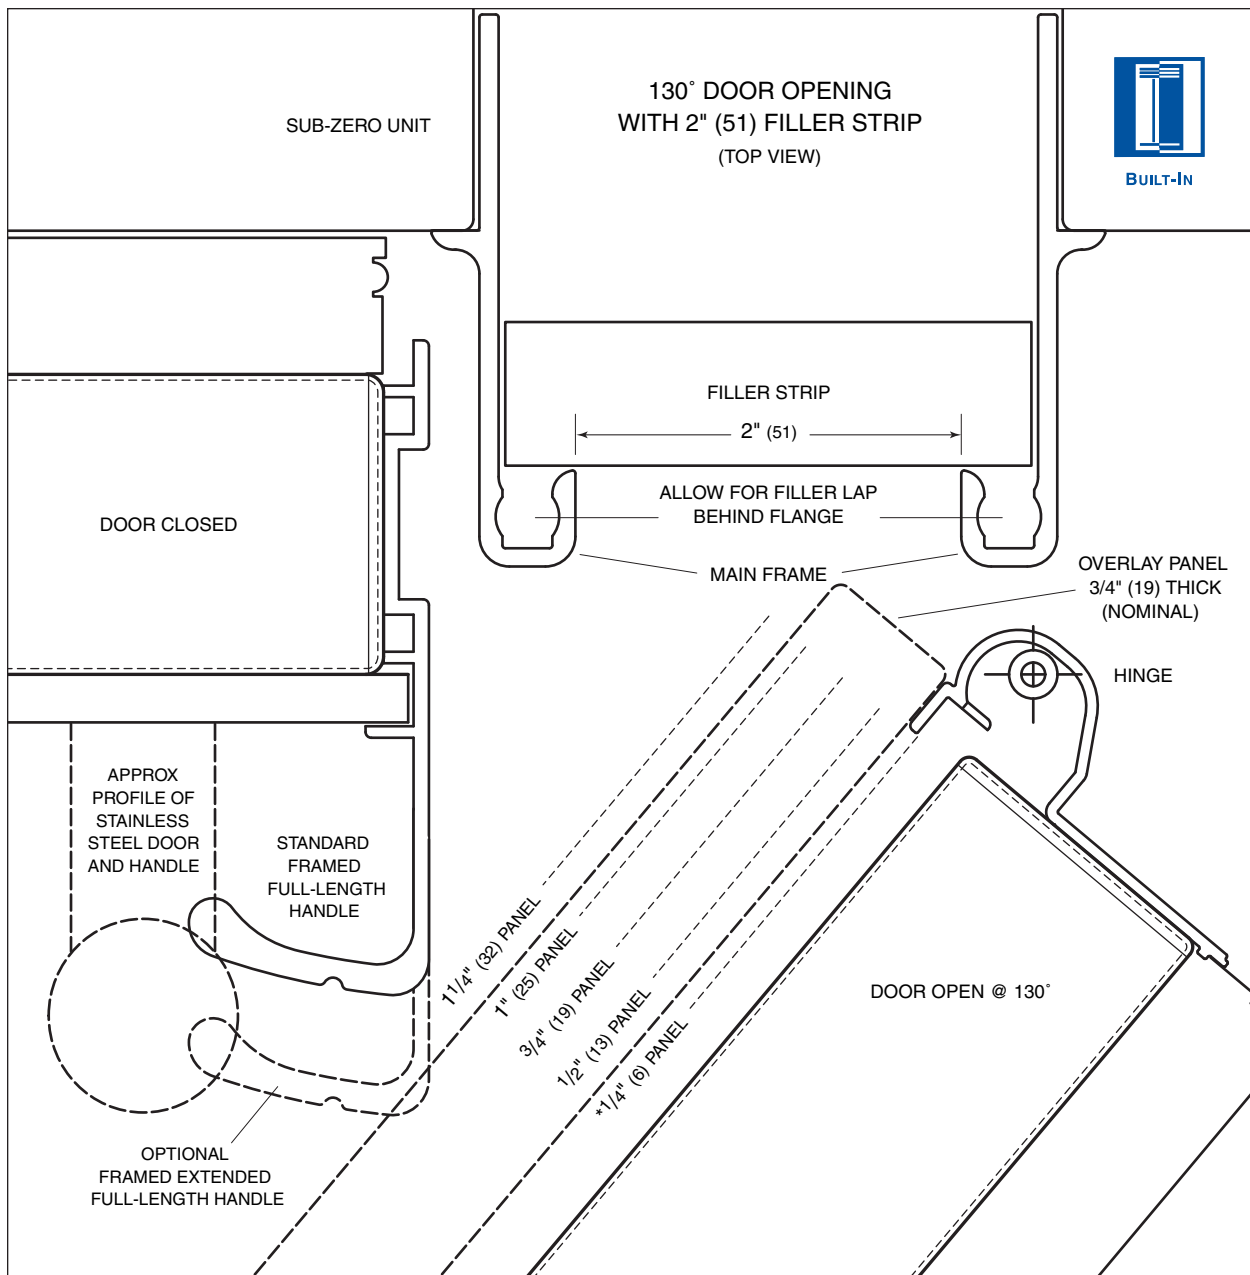 130° DOOR OPENING
WITH 2" (51) FILLER STRIP
(TOP VIEW)
SUB-ZERO UNIT
BUILT-IN
FILLER STRIP
2" (51)
DOOR CLOSED
ALLOW FOR FILLER LAP
BEHIND FLANGE
MAIN FRAME
OVERLAY PANEL
3/4" (19) THICK
(NOMINAL)
HINGE
APPROX
PROFILE OF
STAINLESS
STEEL DOOR
AND HANDLE
STANDARD
FRAMED
FULL-LENGTH
HANDLE
1 1/4" (32) PANEL
1" (25) PANEL
3/4" (19) PANEL
1/2" (13) PANEL
*1/4" (6) PANEL
DOOR OPEN @ 130°
OPTIONAL
FRAMED EXTENDED
FULL-LENGTH HANDLE